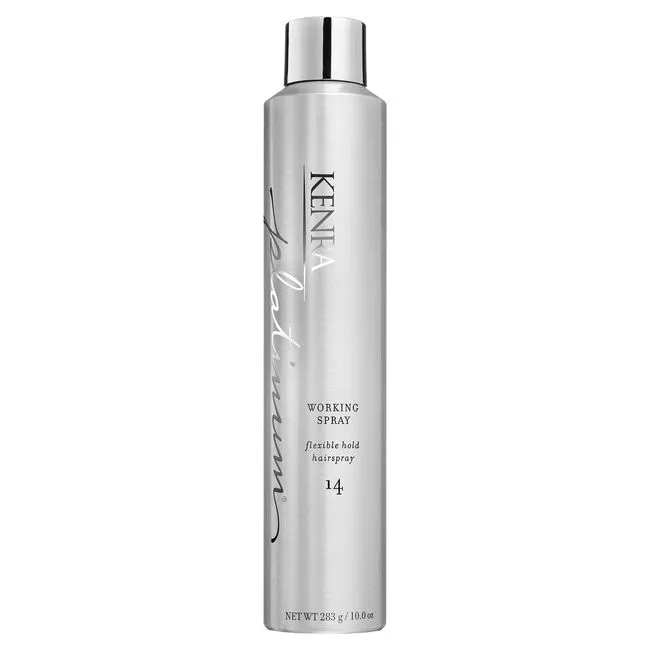 KENRA
platinum®
WORKING
SPRAY
flexible hold
hairspray
14
NET WT 283 g / 10.0 oz